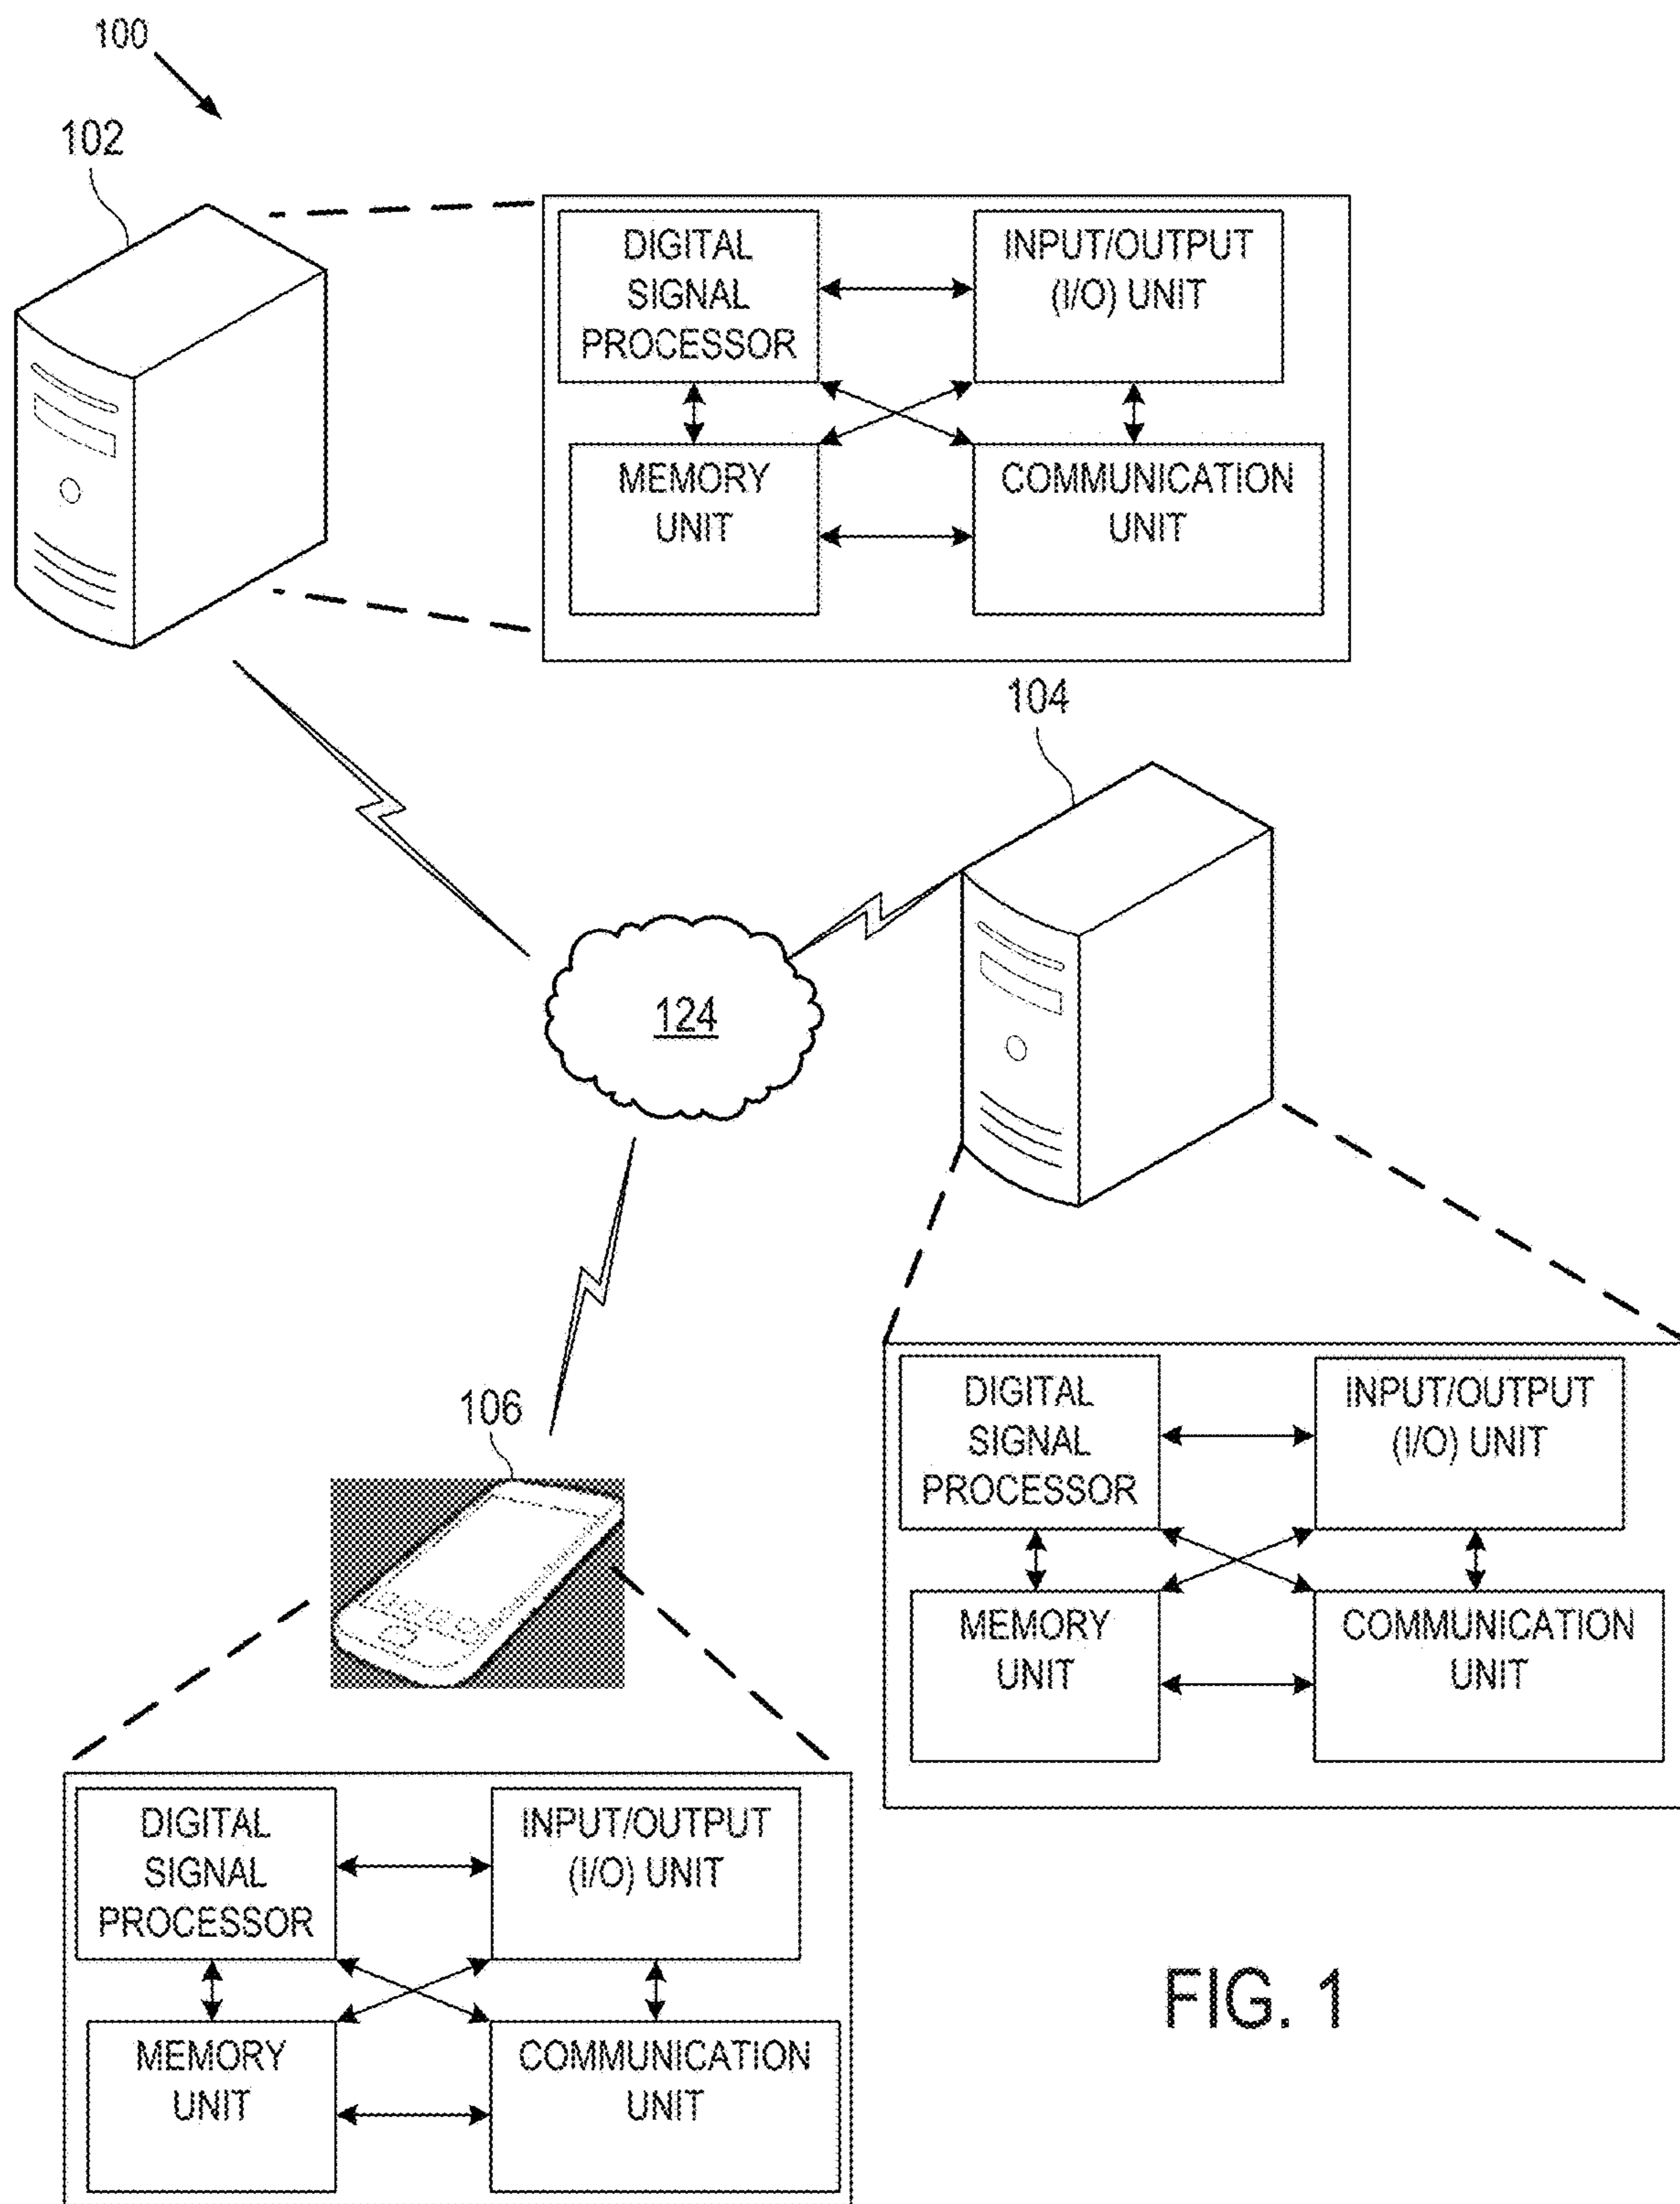 100
102
DIGITAL
SIGNAL
PROCESSOR
INPUT/OUTPUT
(I/O) UNIT
MEMORY
UNIT
COMMUNICATION
UNIT
104
124
106
DIGITAL
SIGNAL
PROCESSOR
INPUT/OUTPUT
(I/O) UNIT
MEMORY
UNIT
COMMUNICATION
UNIT
DIGITAL
SIGNAL
PROCESSOR
INPUT/OUTPUT
(I/O) UNIT
MEMORY
UNIT
COMMUNICATION
UNIT
FIG. 1